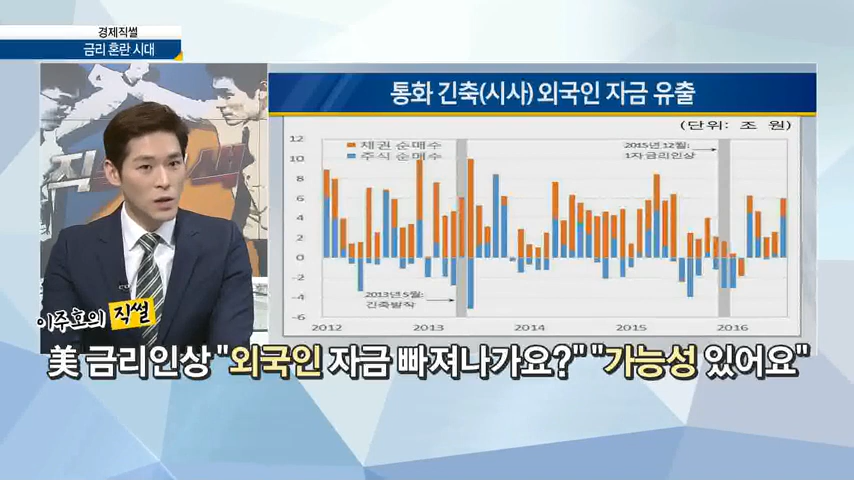 경제직썰
금리 혼란 시대
통화 긴축(시사) 외국인 자금 유출
(단위: 조 원)
12
10
8
6
4
2
0
-2
-4
-6
채권 순매수
주식 순매수
2015년 12월:
1차 금리인상
2013년 5월:
긴축발작
2012
2013
2014
2015
2016
직
썰
이주호의 직썰
美 금리인상 "외국인 자금 빠져나가요?" "가능성 있어요"